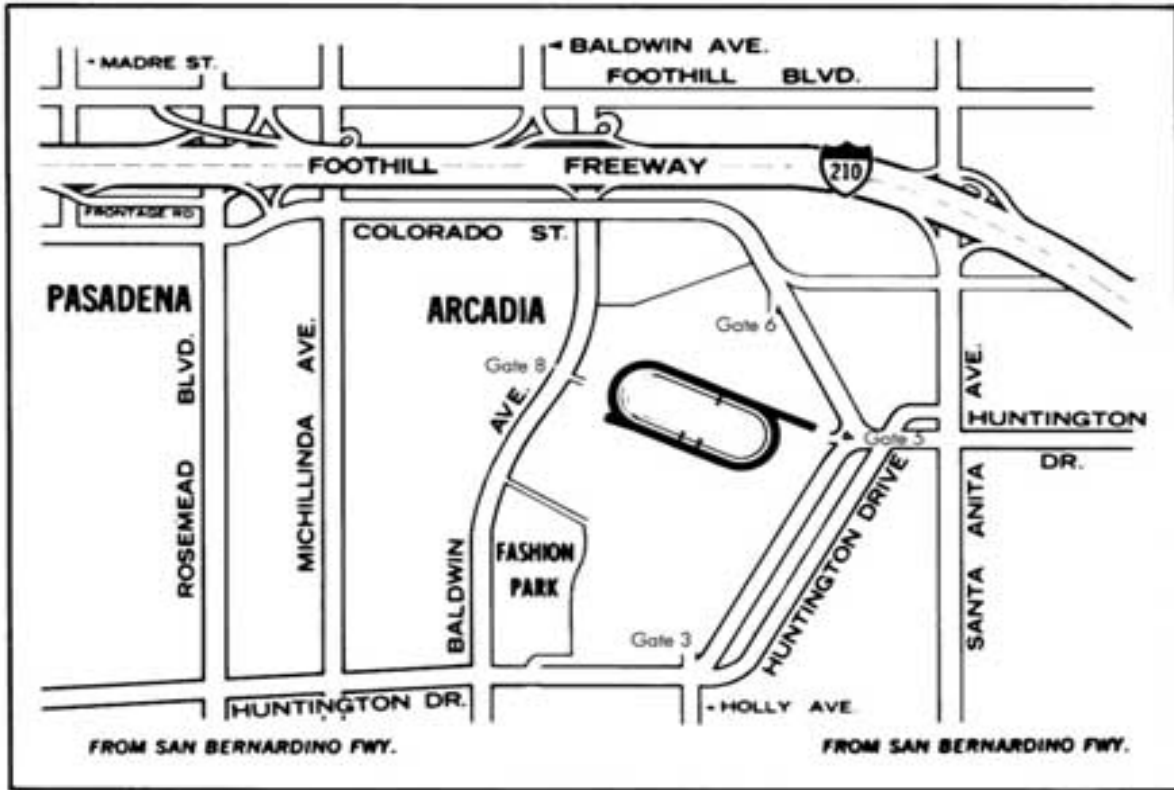 BALDWIN AVE.
MADRE ST.
FOOTHILL BLVD.
FOOTHILL FREEWAY
210
FRONTAGE RD
COLORADO ST.
PASADENA
ARCADIA
Gate 6
Gate 8
ROSEMEAD BLVD.
MICHILLINDA AVE.
BALDWIN AVE.
HUNTINGTON DR.
Gate 5
HUNTINGTON DRIVE
SANTA ANITA AVE.
FASHION
PARK
Gate 3
HUNTINGTON DR.
HOLLY AVE.
FROM SAN BERNARDINO FWY.
FROM SAN BERNARDINO FWY.